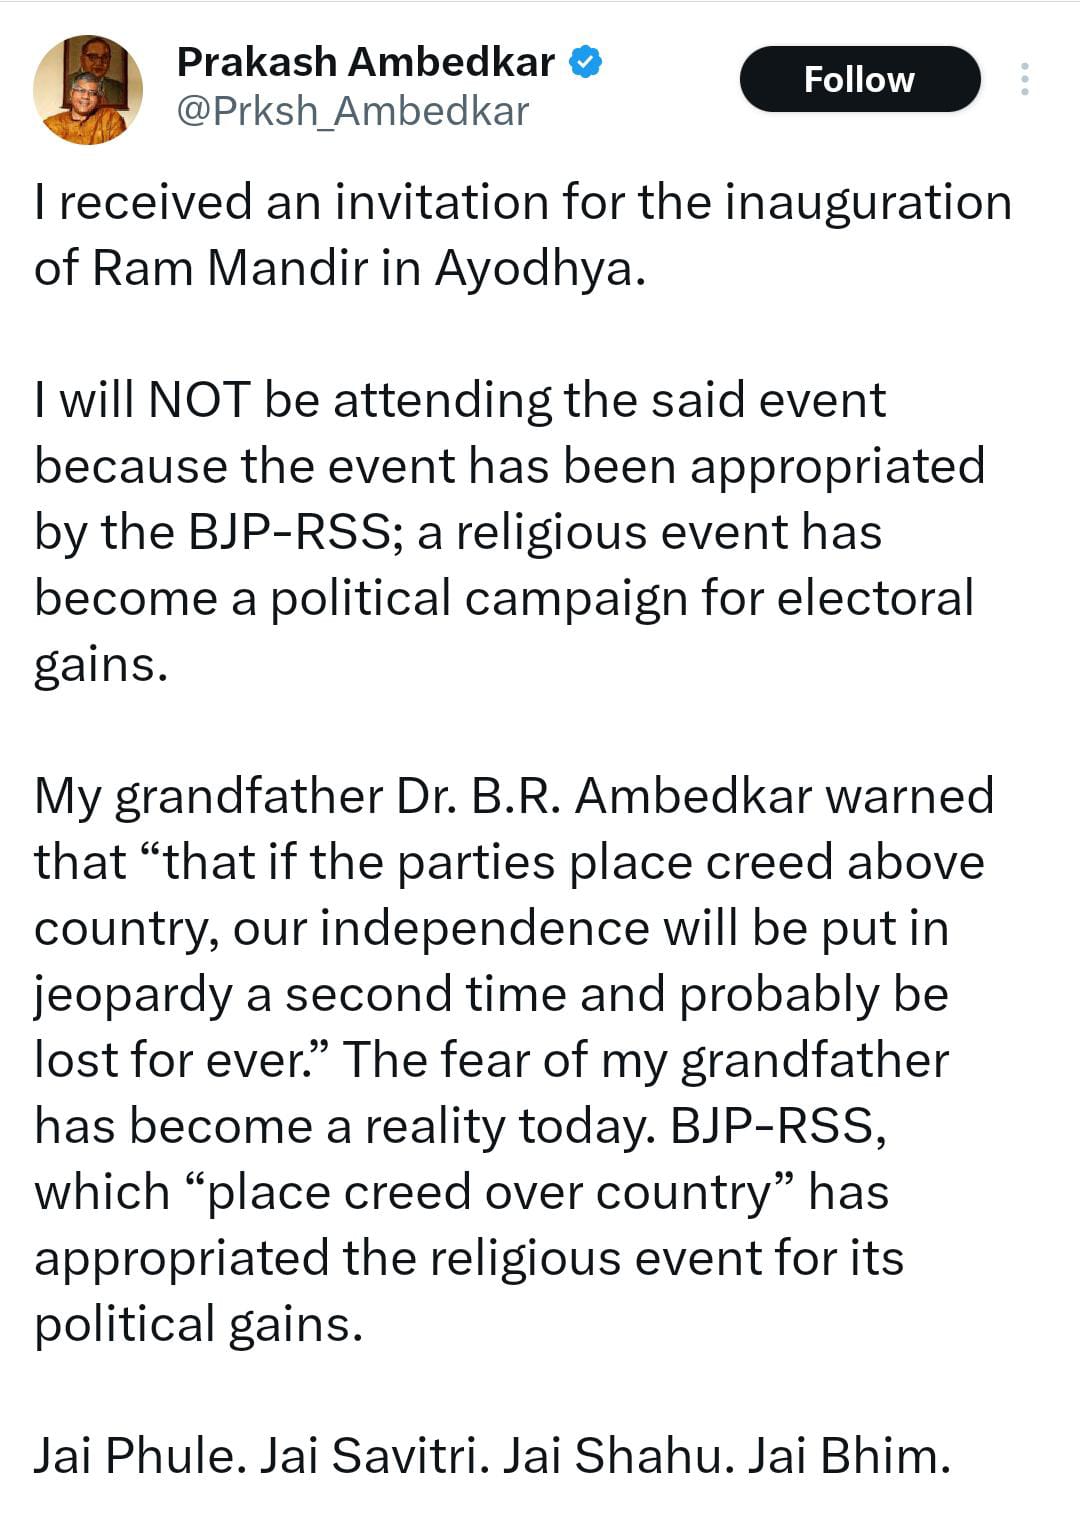 Prakash Ambedkar
Follow
@Prksh_Ambedkar
I received an invitation for the inauguration
of Ram Mandir in Ayodhya.
I will NOT be attending the said event
because the event has been appropriated
by the BJP-RSS; a religious event has
become a political campaign for electoral
gains.
My grandfather Dr. B.R. Ambedkar warned
that “that if the parties place creed above
country, our independence will be put in
jeopardy a second time and probably be
lost for ever.” The fear of my grandfather
has become a reality today. BJP-RSS,
which “place creed over country” has
appropriated the religious event for its
political gains.
Jai Phule. Jai Savitri. Jai Shahu. Jai Bhim.